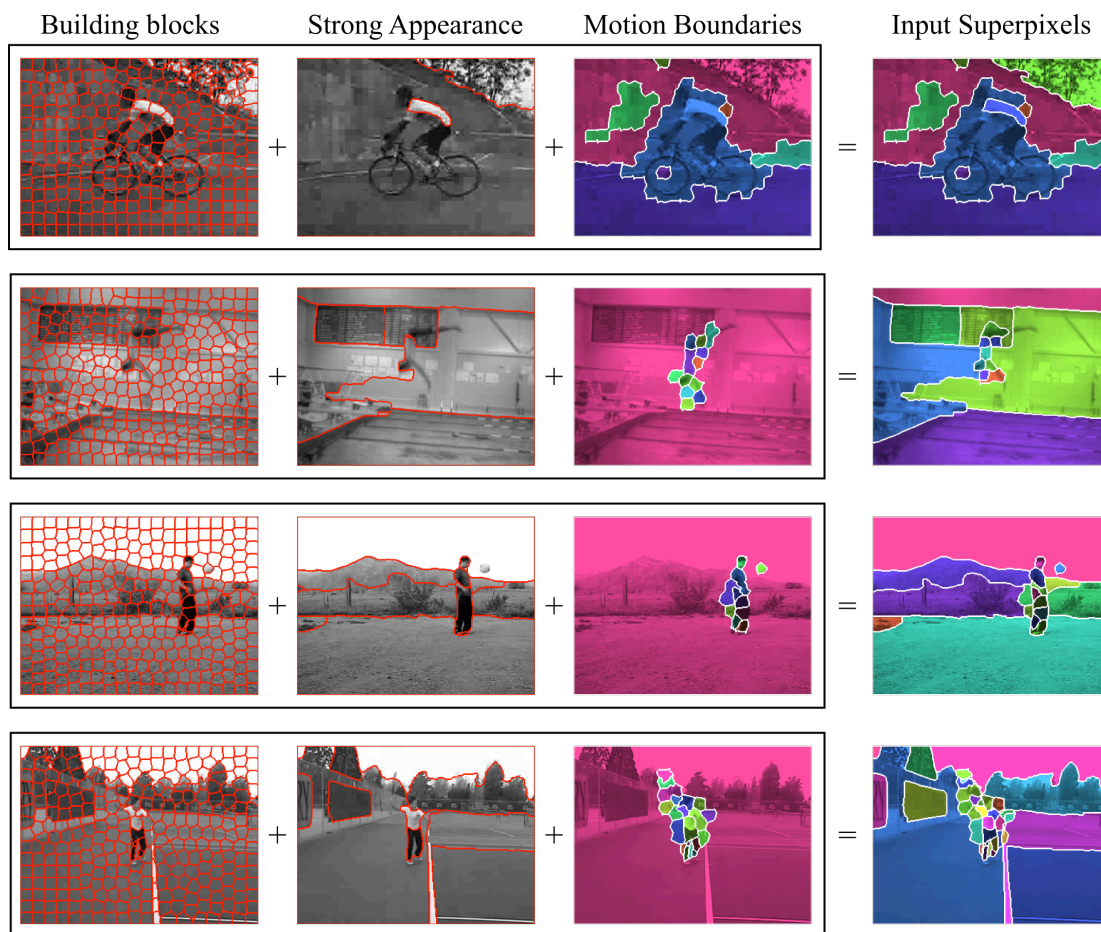 Building blocks Strong Appearance Motion Boundaries Input Superpixels
+ + =
+ + =
+ + =
+ + =